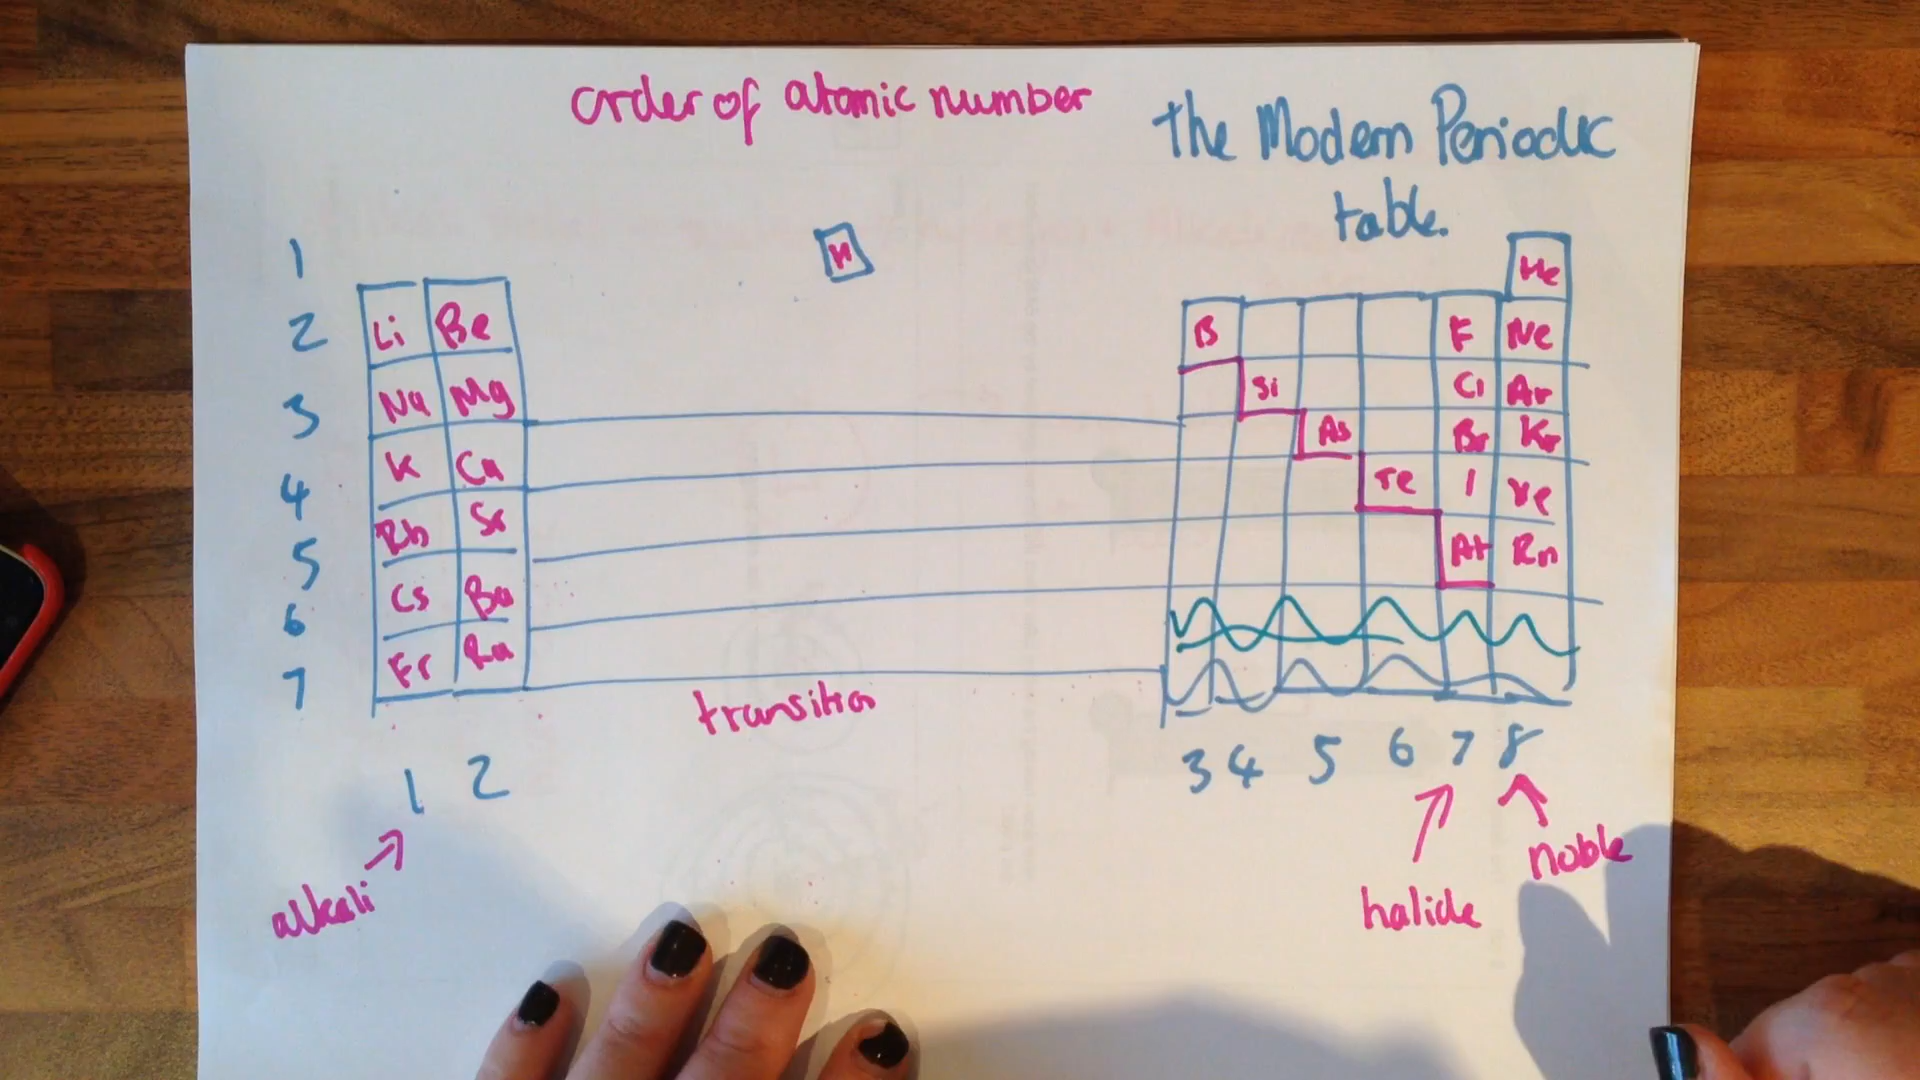 order of atomic number
The Modern Periodic
table.
1
H
He
2
Li Be
B F Ne
3
Na Mg
Si Cl Ar
4
K Ca
As Br Kr
5
Rb Sr
Te I Xe
6
Cs Ba
At Rn
7
Fr Ra
transition
1 2
3 4 5 6 7 8
alkali
halide
noble